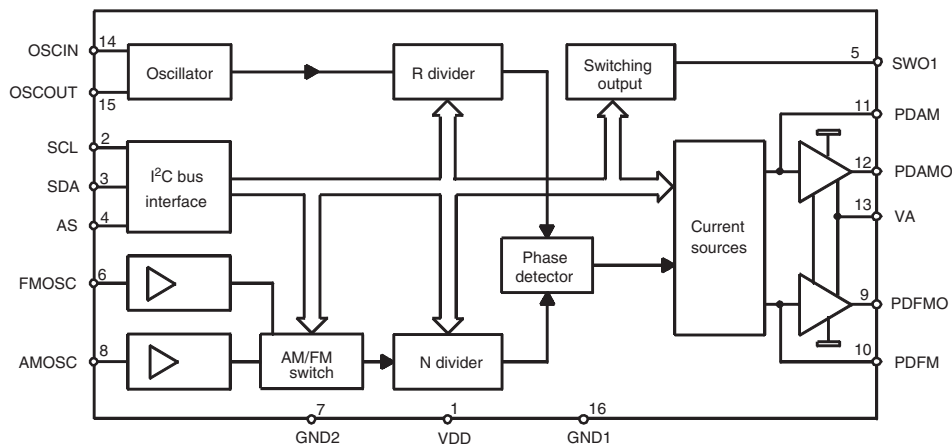 OSCIN
14
OSCOUT
15
Oscillator
R divider
Switching
output
5
SWO1
11
PDAM
SCL
2
SDA
3
AS
4
I²C bus
interface
12
PDAMO
13
VA
Current
sources
Phase
detector
FMOSC
6
9
PDFMO
AMOSC
8
AM/FM
switch
N divider
10
PDFM
7
GND2
1
VDD
16
GND1